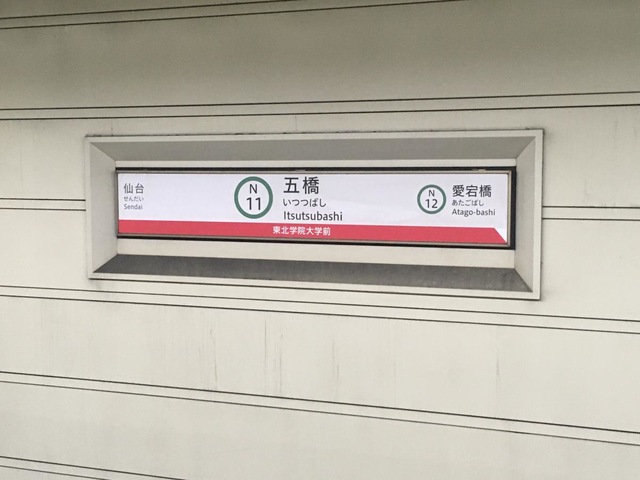 仙台
せんだい
Sendai
N
11
五橋
いつつばし
Itsutsubashi
N
12
愛宕橋
あたごばし
Atago-bashi
東北学院大学前